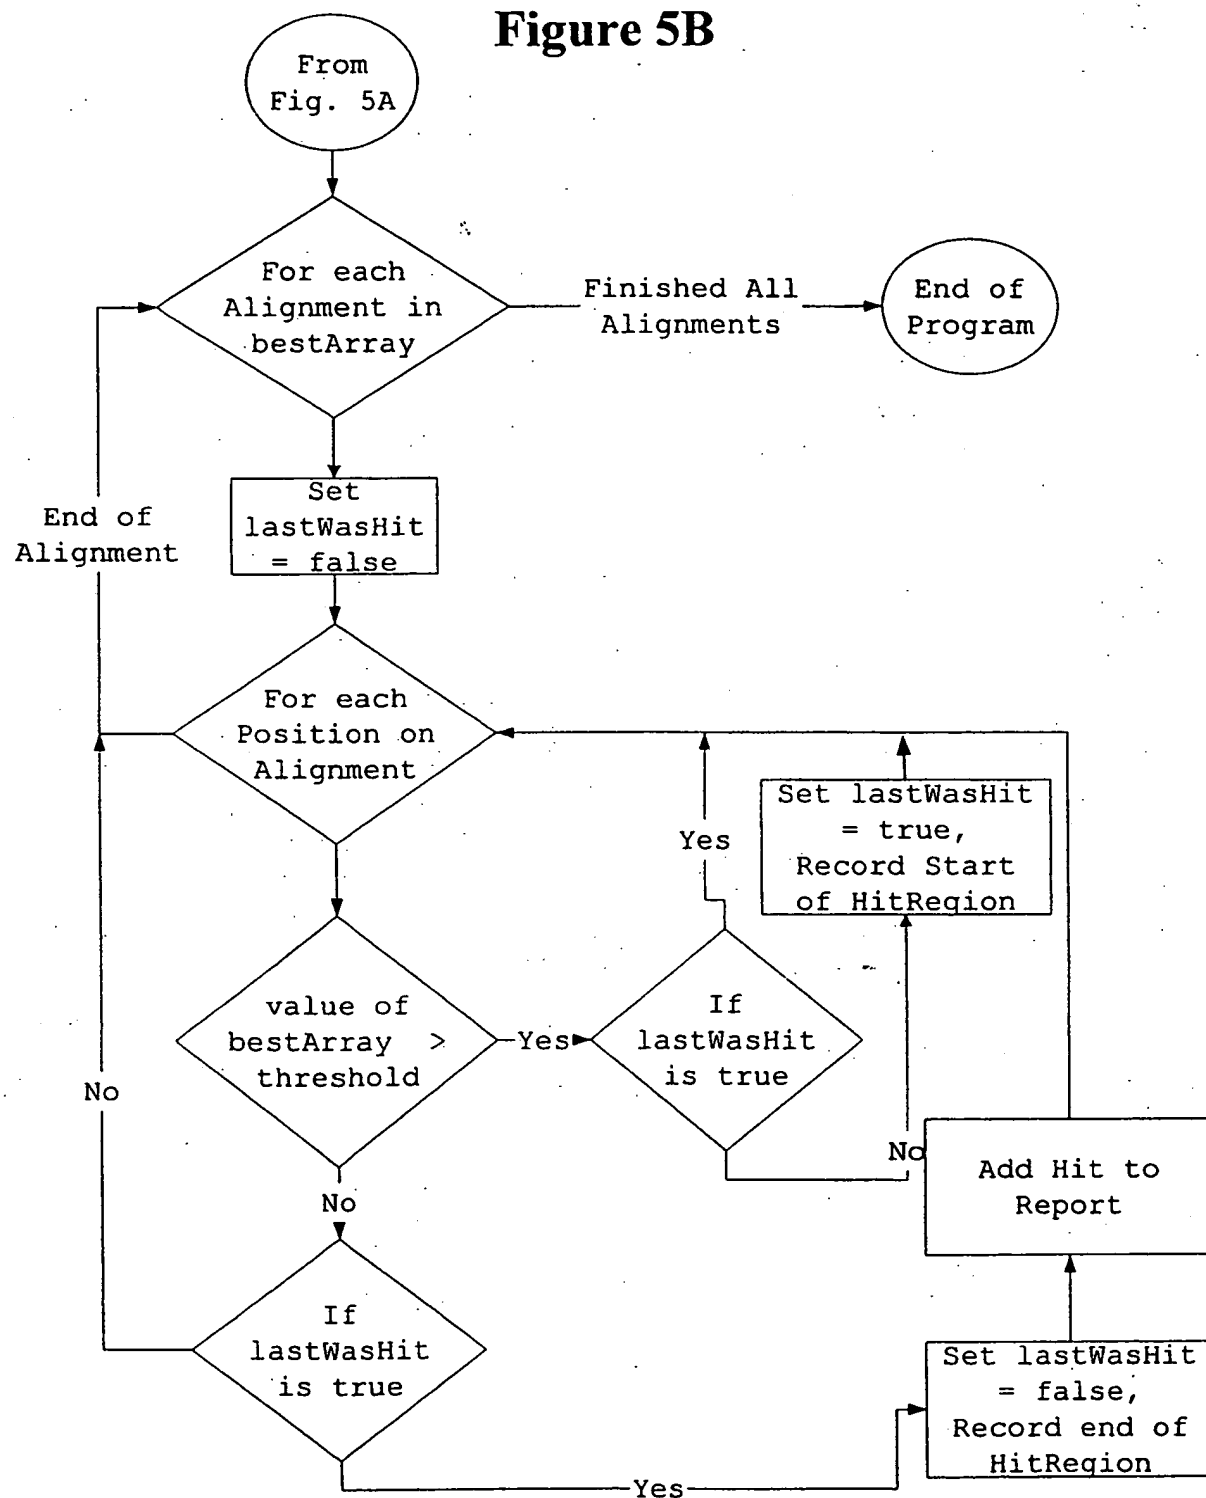 Figure 5B
From
Fig. 5A
For each
Alignment in
bestArray
Finished All
Alignments
End of
Program
Set
lastWasHit
= false
End of
Alignment
For each
Position on
Alignment
Set lastWasHit
= true,
Record Start
of HitRegion
Yes
value of
bestArray >
threshold
Yes
If
lastWasHit
is true
No
No
Add Hit to
Report
No
If
lastWasHit
is true
Set lastWasHit
= false,
Record end of
HitRegion
Yes